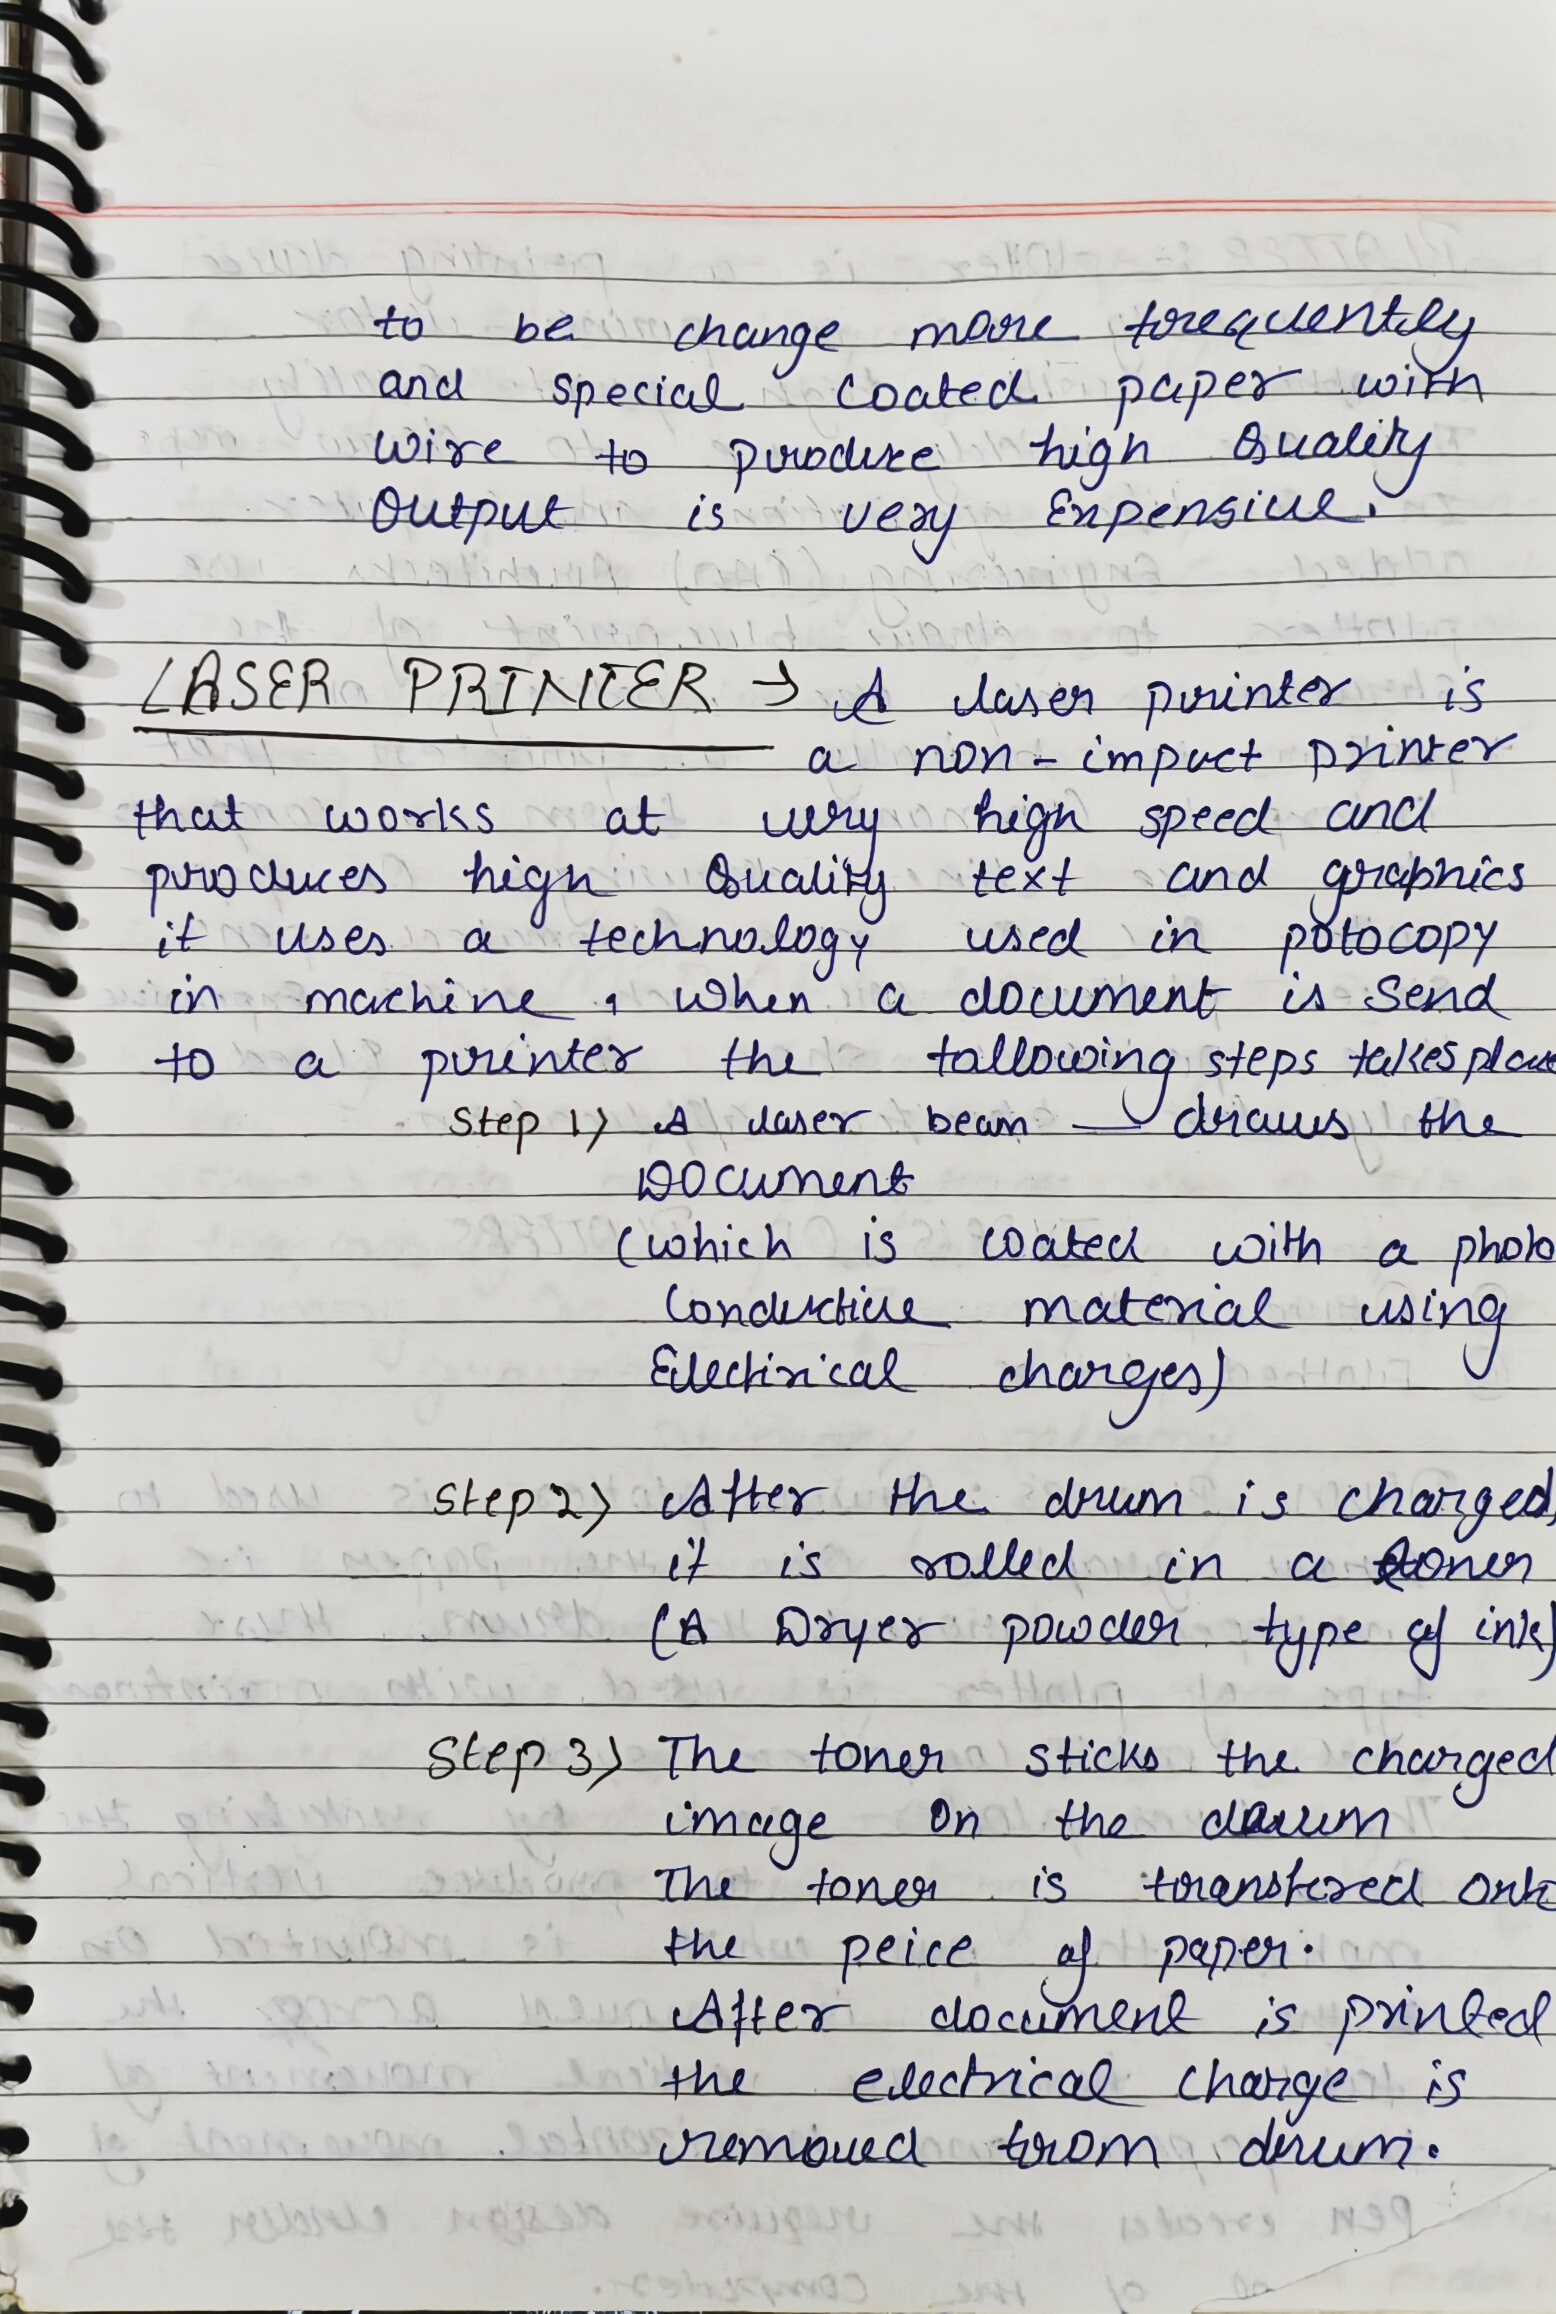 to be change more frequently
and special coated paper with
wire to produce high Quality
Output is very Expensive.
LASER PRINTER → A laser printer is
a non-impact printer
that works at very high speed and
produces high Quality text and graphics
it uses a technology used in potocopy
in machine, when a document is Send
to a printer the following steps takes place
Step 1) A laser beam — draws the
Document
(which is coated with a photo
Conductive material using
Electrical charges)
Step 2) After the drum is charged,
it is rolled in a toner
(A Dryer powder type of ink)
Step 3) The toner sticks the charged
image on the drum
The toner is transfered onto
the peice of paper.
After document is printed
the electrical charge is
removed from drum.